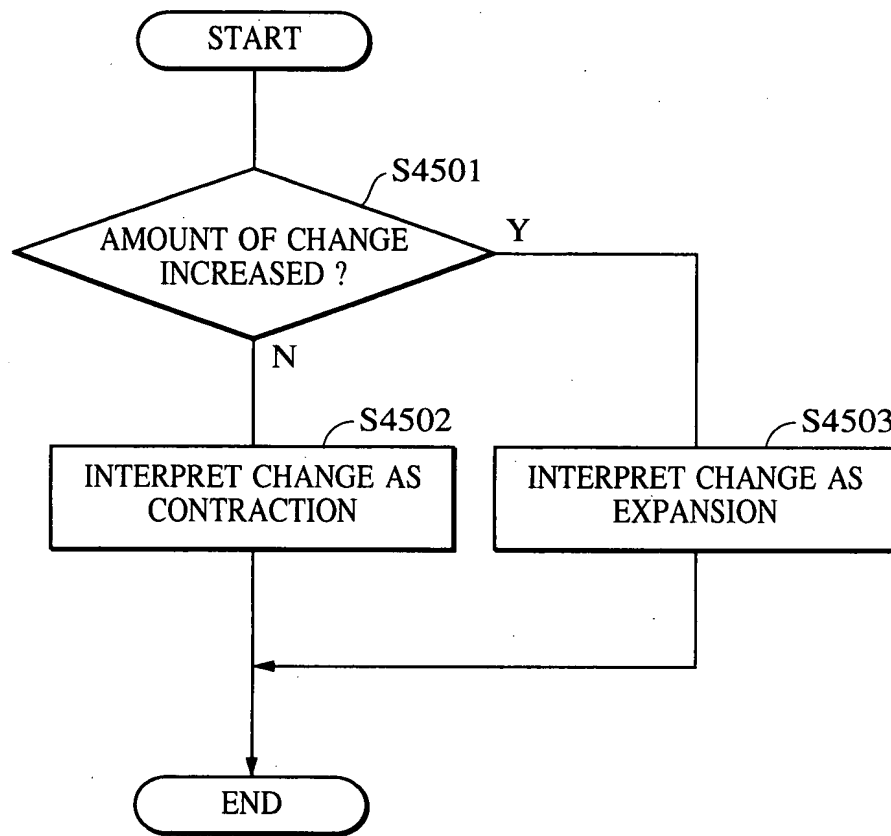 START
S4501
AMOUNT OF CHANGE
INCREASED ?
Y
N
S4502
INTERPRET CHANGE AS
CONTRACTION
S4503
INTERPRET CHANGE AS
EXPANSION
END